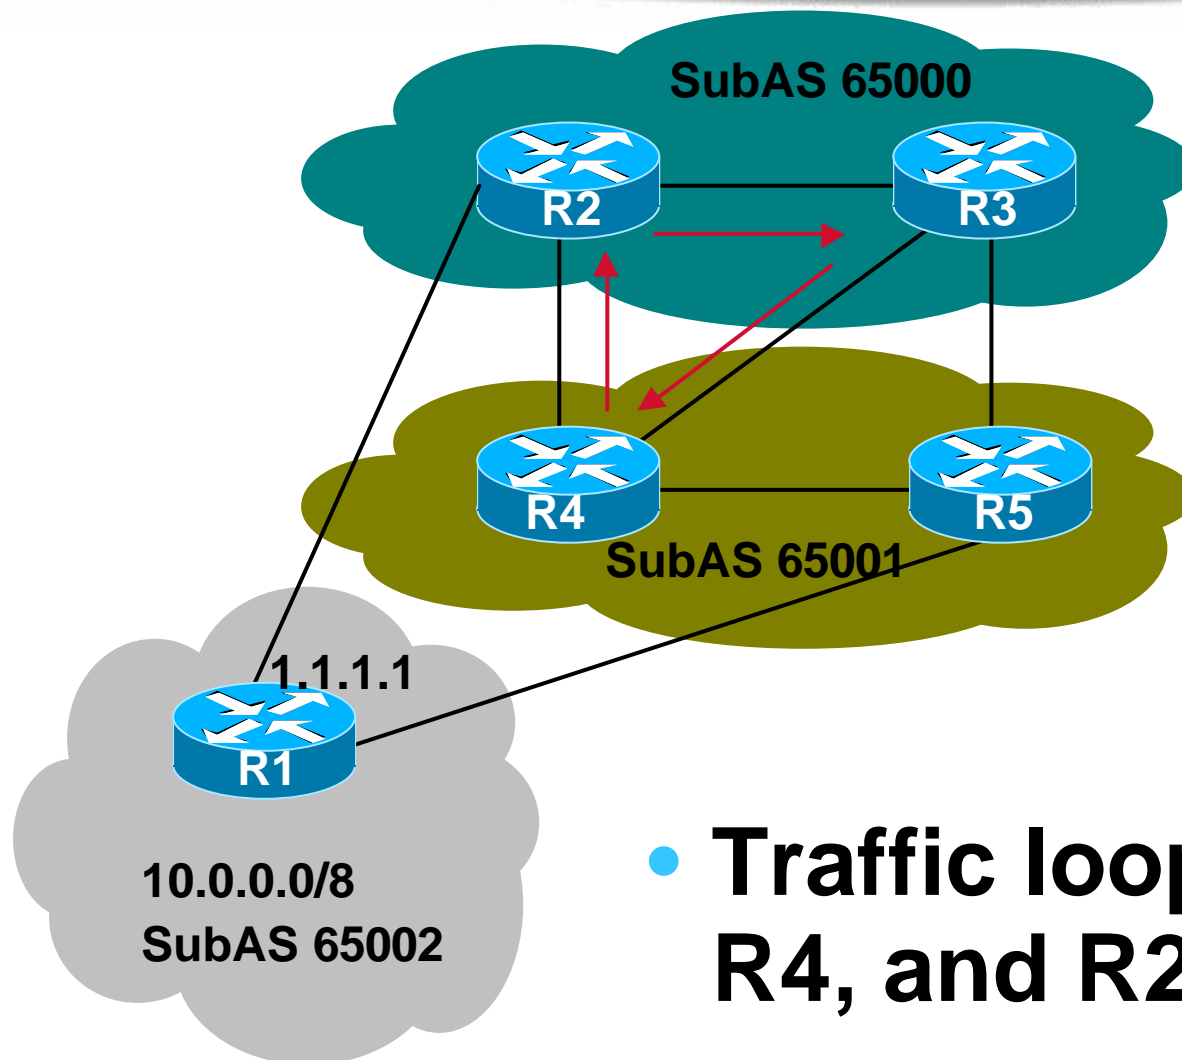 SubAS 65000
R2
R3
R4
R5
SubAS 65001
1.1.1.1
R1
10.0.0.0/8
SubAS 65002
• Traffic loop
R4, and R2